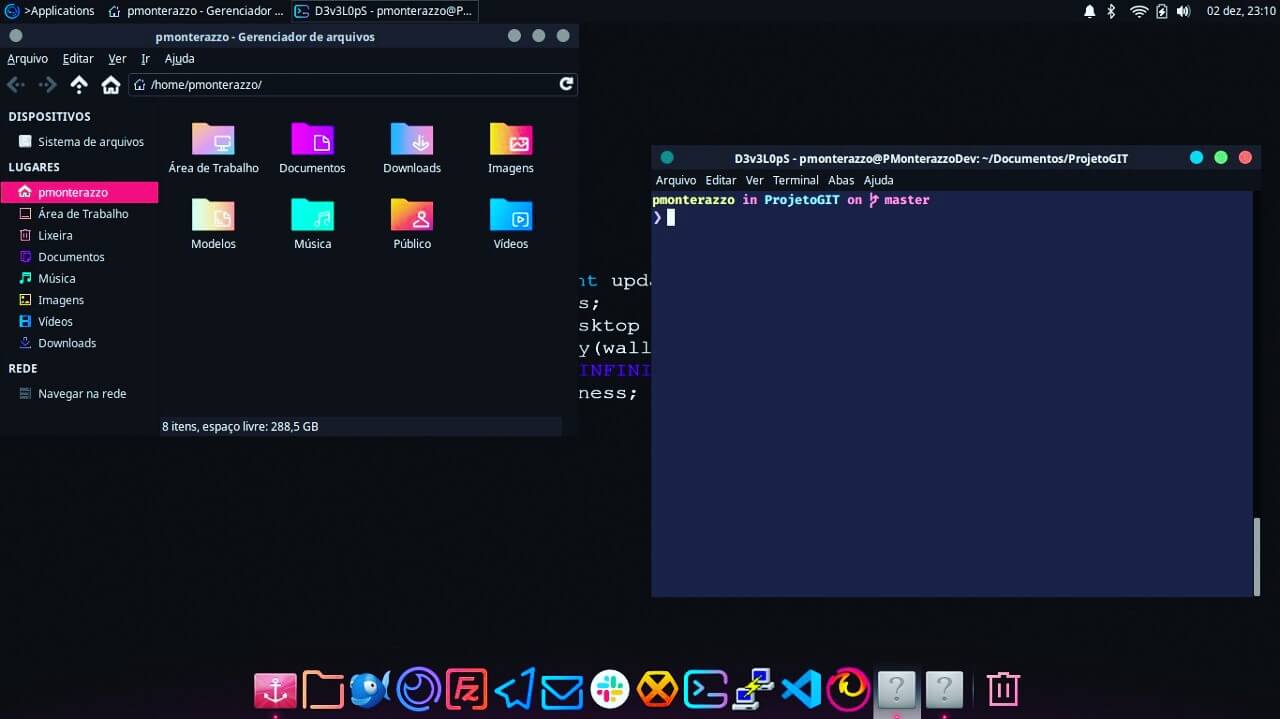 >Applications
pmonterazzo - Gerenciador ...
D3v3L0pS - pmonterazzo@P...
02 dez, 23:10
pmonterazzo - Gerenciador de arquivos
Arquivo Editar Ver Ir Ajuda
/home/pmonterazzo/
DISPOSITIVOS
Sistema de arquivos
LUGARES
pmonterazzo
Área de Trabalho
Lixeira
Documentos
Música
Imagens
Vídeos
Downloads
REDE
Navegar na rede
Área de Trabalho Documentos Downloads Imagens
Modelos Música Público Vídeos
8 itens, espaço livre: 288,5 GB
nt upd
s;
sktop
y(wall
INFINI
ness;
D3v3L0pS - pmonterazzo@PMonterazzoDev: ~/Documentos/ProjetoGIT
Arquivo Editar Ver Terminal Abas Ajuda
pmonterazzo in ProjetoGIT on master
❯